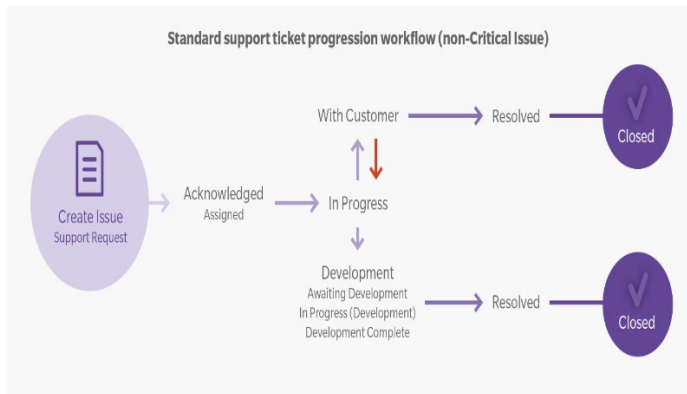 Standard support ticket progression workflow (non-Critical Issue)
Create Issue
Support Request
Acknowledged
Assigned
With Customer
In Progress
Development
Awaiting Development
In Progress (Development)
Development Complete
Resolved
Closed
Resolved
Closed